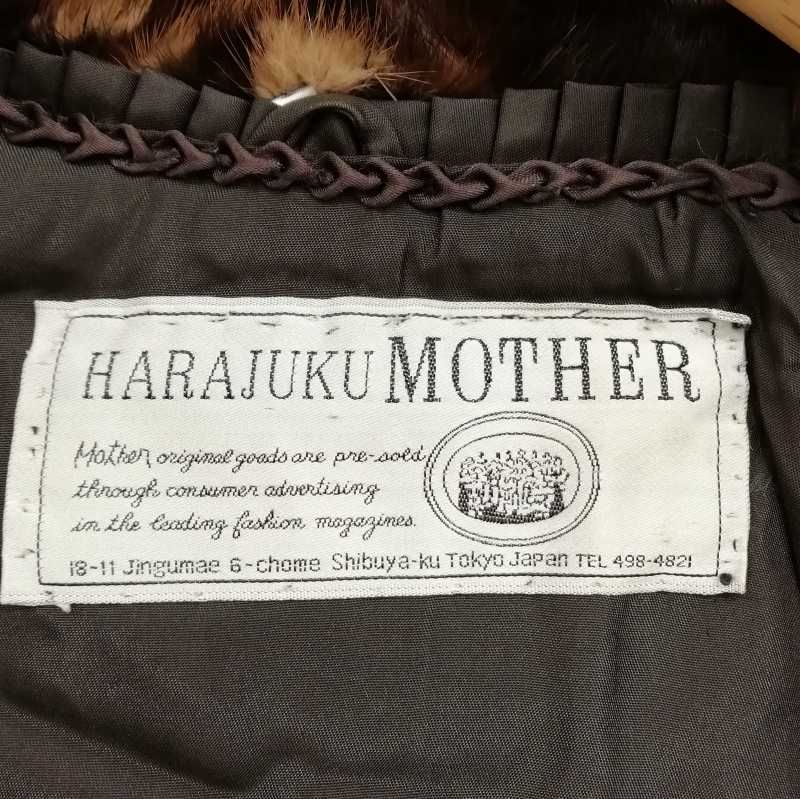 HARAJUKU MOTHER
Mother original goods are pre-sold
through consumer advertising
in the leading fashion magazines.
18-11 Jingumae 6-chome Shibuya-ku Tokyo Japan TEL 498-4821